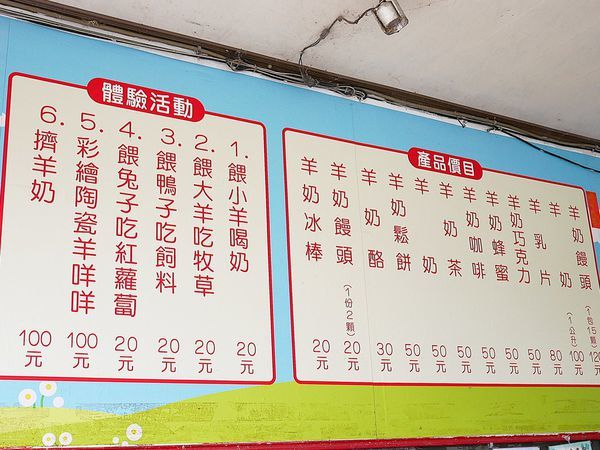 體驗活動
1. 餵小羊喝奶 20元
2. 餵大羊吃牧草 20元
3. 餵鴨子吃飼料 20元
4. 餵兔子吃紅蘿蔔 20元
5. 彩繪陶瓷羊咩咩 100元
6. 擠羊奶 100元
產品價目
羊奶饅頭 (1包15顆) 120元
羊奶 (1公升) 100元
羊乳片 80元
羊奶巧克力 50元
羊奶蜂蜜 50元
羊奶咖啡 50元
羊奶茶 50元
羊奶 50元
羊奶鬆餅 50元
羊奶酪 30元
羊奶饅頭 (1份2顆) 20元
羊奶冰棒 20元